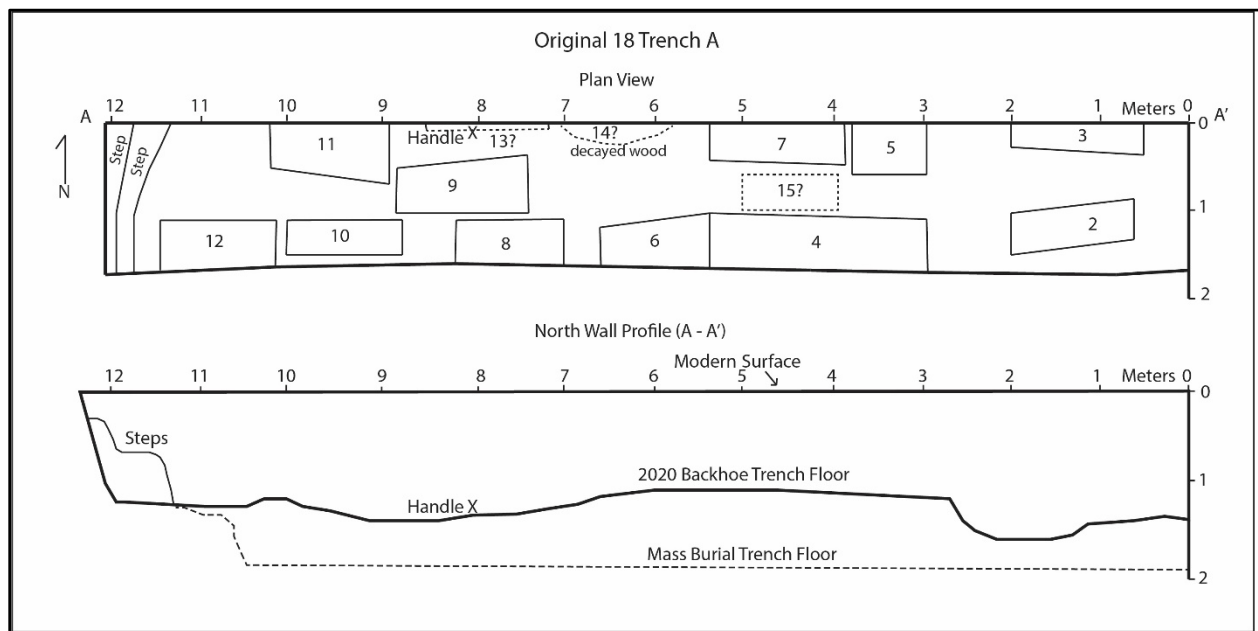 Original 18 Trench A
Plan View
A 12 11 10 9 8 7 6 5 4 3 2 1 Meters 0 A'
N
Step
Step
11
Handle X
13?
14?
decayed wood
7
5
3
9
15?
1
12
10
8
6
4
2
2
North Wall Profile (A - A')
Modern Surface
12 11 10 9 8 7 6 5 4 3 2 1 Meters 0
Steps
1
2020 Backhoe Trench Floor
Handle X
Mass Burial Trench Floor
2